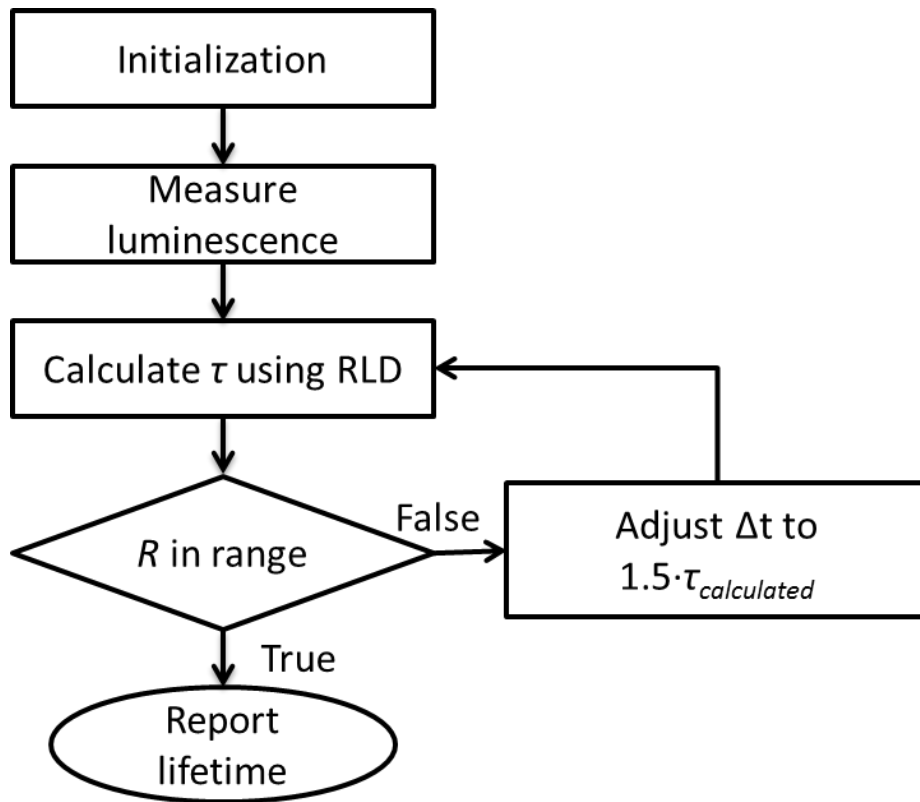 Initialization
Measure
luminescence
Calculate τ using RLD
R in range
False
Adjust Δt to
1.5·τcalculated
True
Report
lifetime